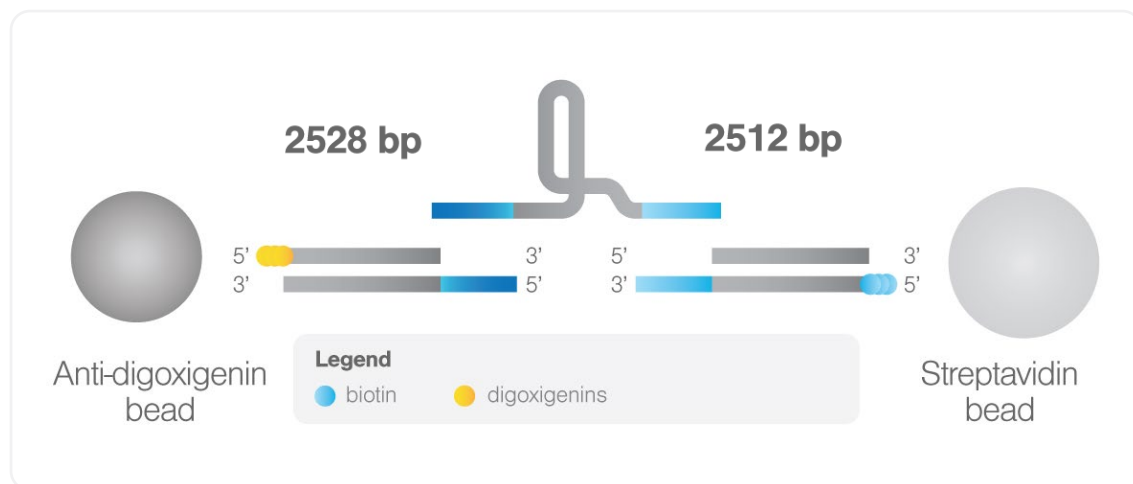 2528 bp
2512 bp
5’
3’
5’
3’
3’
5’
3’
5’
Anti-digoxigenin
bead
Streptavidin
bead
Legend
biotin
digoxigenins